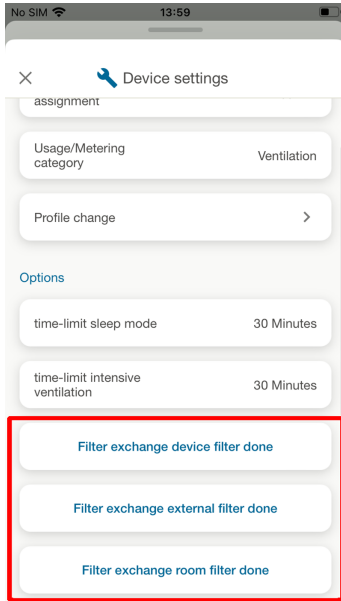 No SIM 13:59
Device settings
assignment
Usage/Metering
category
Ventilation
Profile change
Options
time-limit sleep mode 30 Minutes
time-limit intensive
ventilation
30 Minutes
Filter exchange device filter done
Filter exchange external filter done
Filter exchange room filter done